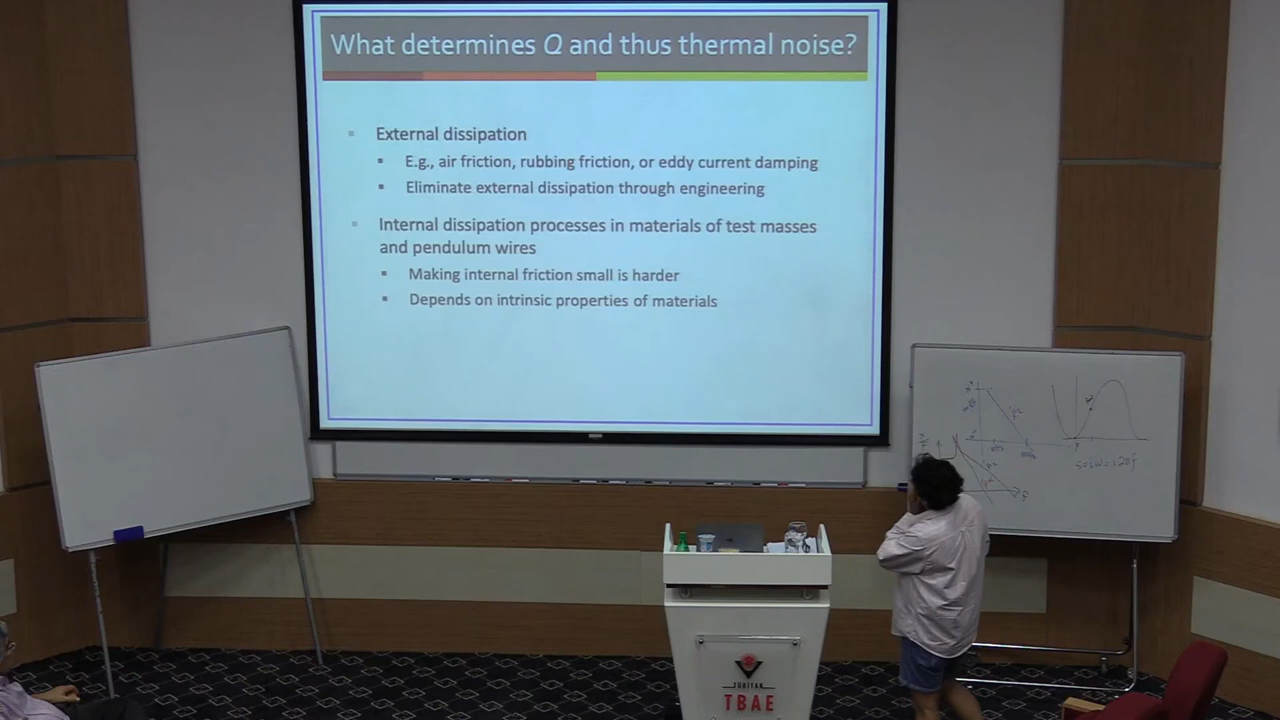 What determines Q and thus thermal noise?
External dissipation
E.g., air friction, rubbing friction, or eddy current damping
Eliminate external dissipation through engineering
Internal dissipation processes in materials of test masses
and pendulum wires
Making internal friction small is harder
Depends on intrinsic properties of materials
TÜBİTAK
TBAE